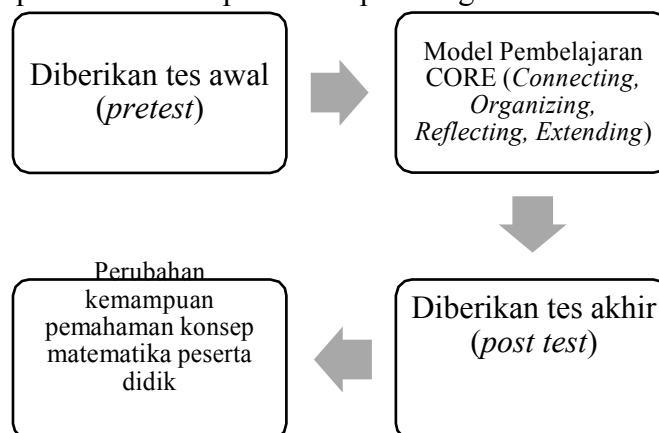 Diberikan tes awal
(pretest)
Model Pembelajaran
CORE (Connecting,
Organizing,
Reflecting, Extending)
Diberikan tes akhir
(post test)
Perubahan
kemampuan
pemahaman konsep
matematika peserta
didik